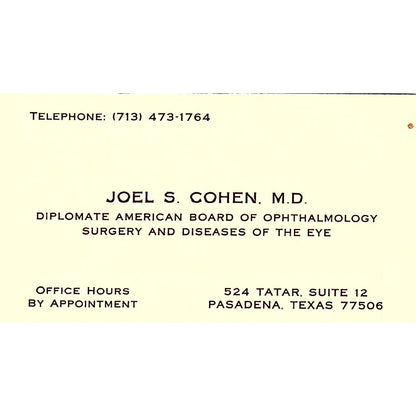 TELEPHONE: (713) 473-1764
JOEL S. COHEN, M.D.
DIPLOMATE AMERICAN BOARD OF OPHTHALMOLOGY
SURGERY AND DISEASES OF THE EYE
OFFICE HOURS
BY APPOINTMENT
524 TATAR, SUITE 12
PASADENA, TEXAS 77506